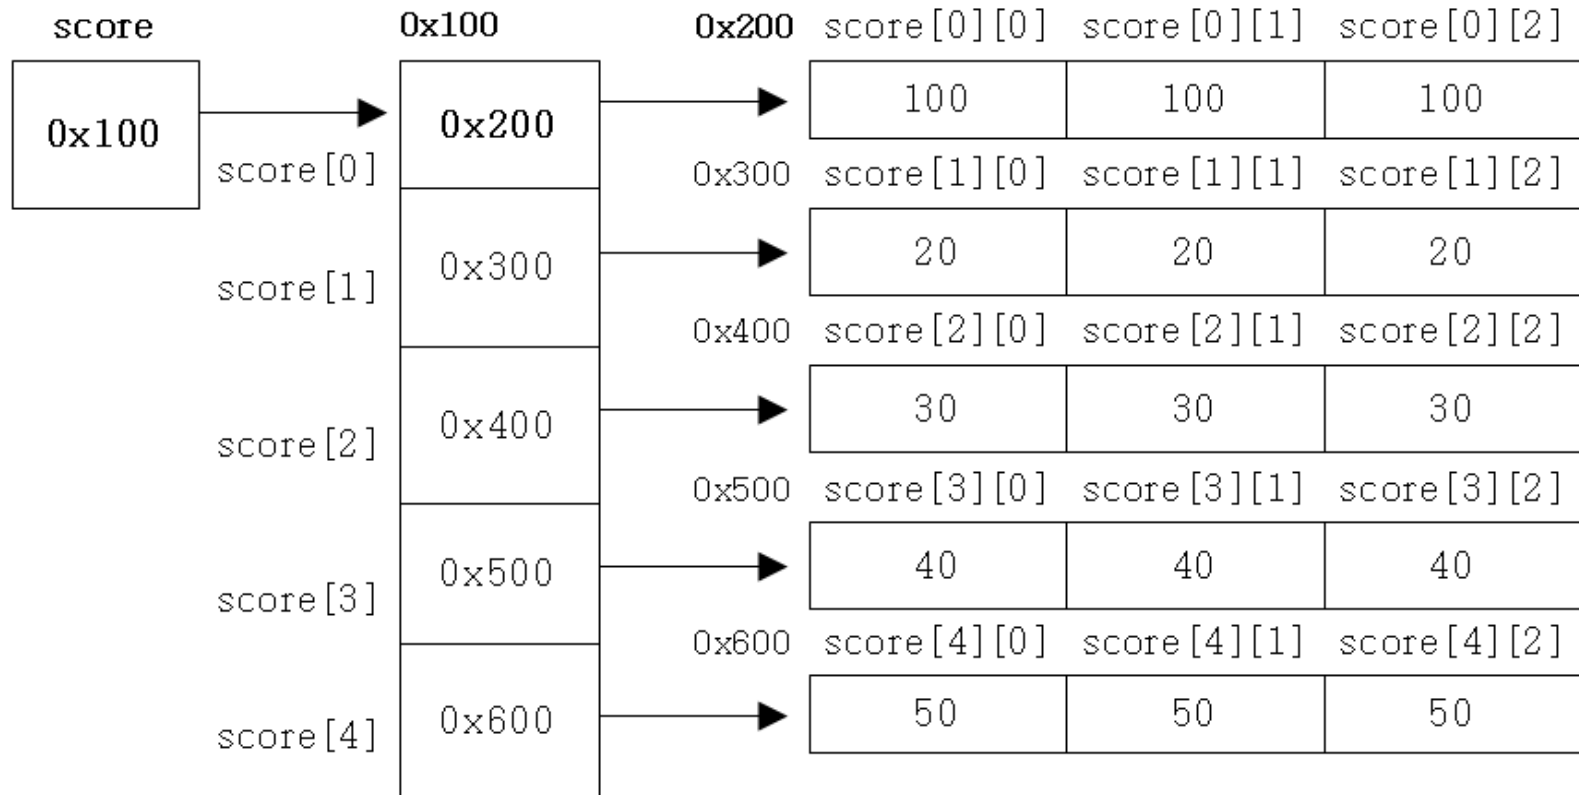 score 0x100 0x200 score[0][0] score[0][1] score[0][2]
0x100 0x200 100 100 100
score[0] 0x300 score[1][0] score[1][1] score[1][2]
score[1] 0x300 20 20 20
0x400 score[2][0] score[2][1] score[2][2]
score[2] 0x400 30 30 30
0x500 score[3][0] score[3][1] score[3][2]
score[3] 0x500 40 40 40
0x600 score[4][0] score[4][1] score[4][2]
score[4] 0x600 50 50 50